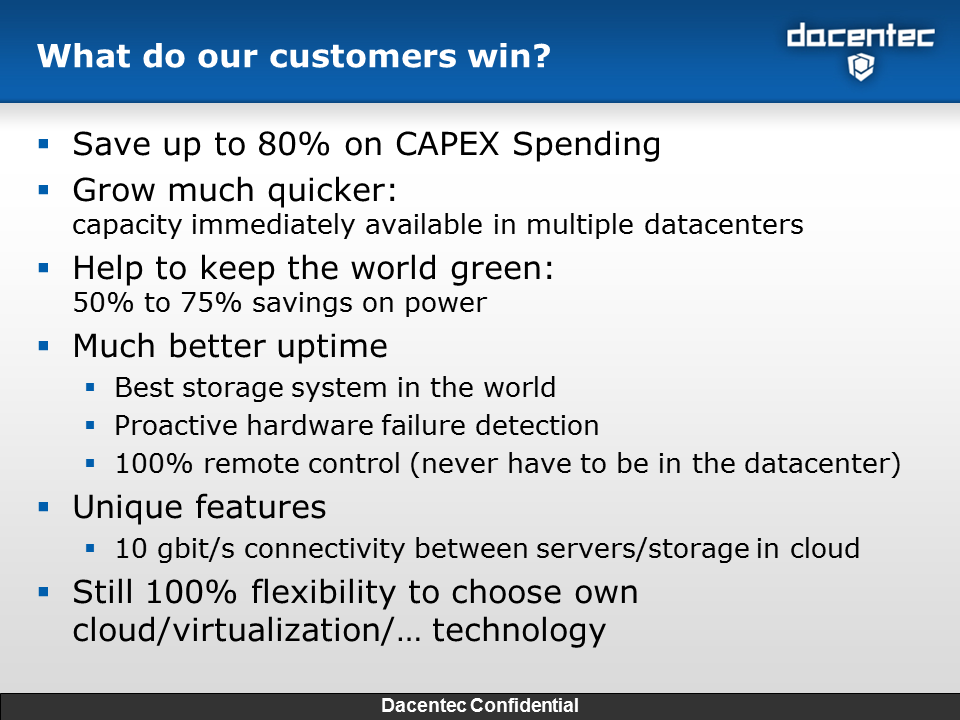 What do our customers win?
dacentec
Save up to 80% on CAPEX Spending
Grow much quicker:
capacity immediately available in multiple datacenters
Help to keep the world green:
50% to 75% savings on power
Much better uptime
Best storage system in the world
Proactive hardware failure detection
100% remote control (never have to be in the datacenter)
Unique features
10 gbit/s connectivity between servers/storage in cloud
Still 100% flexibility to choose own
cloud/virtualization/… technology
Dacentec Confidential